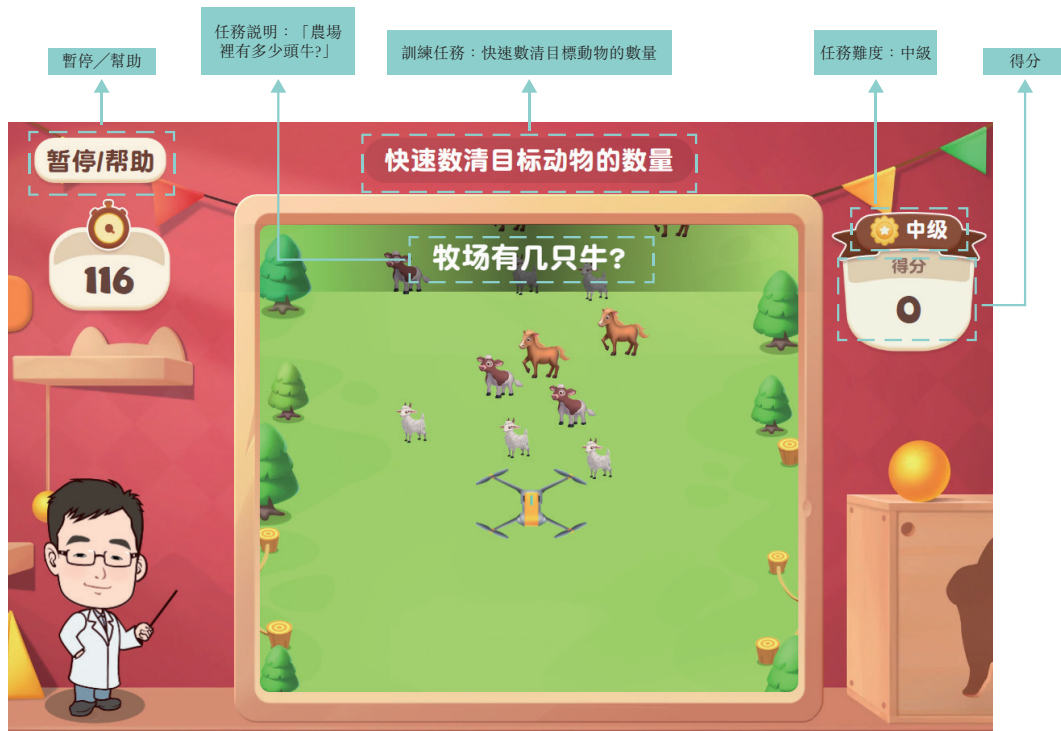 任務説明：「農場
裡有多少頭牛?」
暫停╱幫助
訓練任務：快速數清目標動物的數量
任務難度：中級
得分
暂停/帮助
快速数清目标动物的数量
116
牧场有几只牛?
中级
得分
0